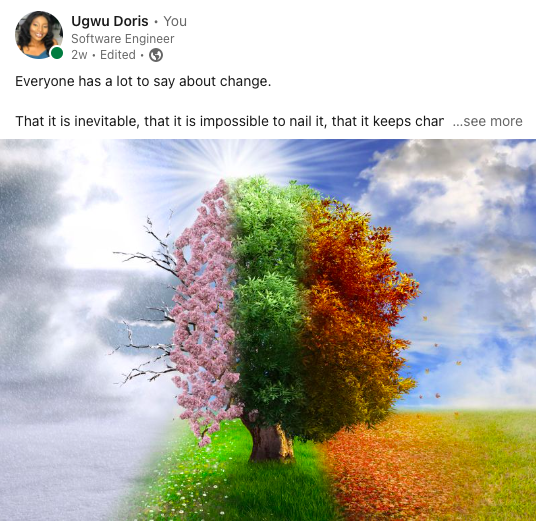 Ugwu Doris • You
Software Engineer
2w • Edited •
Everyone has a lot to say about change.
That it is inevitable, that it is impossible to nail it, that it keeps char ...see more